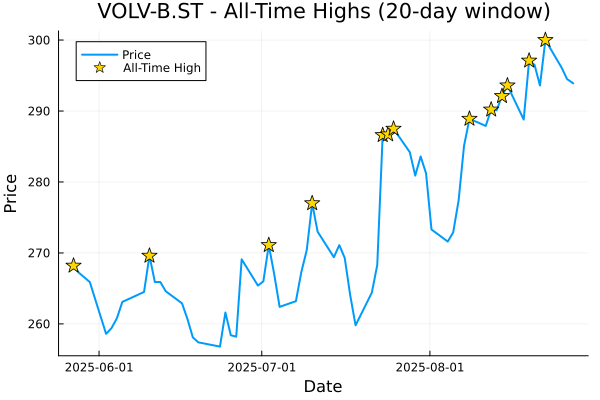 VOLV-B.ST - All-Time Highs (20-day window)
300
290
280
270
260
Price
Price
All-Time High
2025-06-01
2025-07-01
2025-08-01
Date